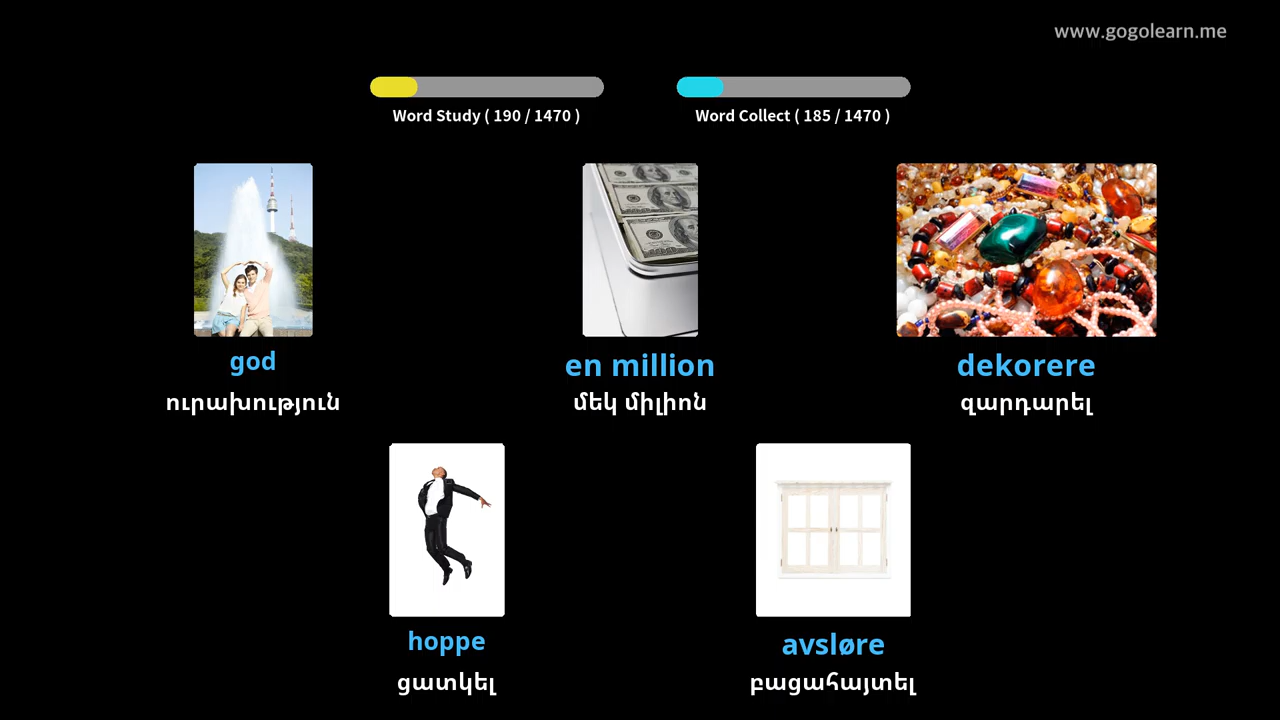 www.gogolearn.me
Word Study ( 190 / 1470 )
Word Collect ( 185 / 1470 )
god
ուրախություն
en million
մեկ միլիոն
dekorere
զարդարել
hoppe
ցատկել
avsløre
բացահայտել